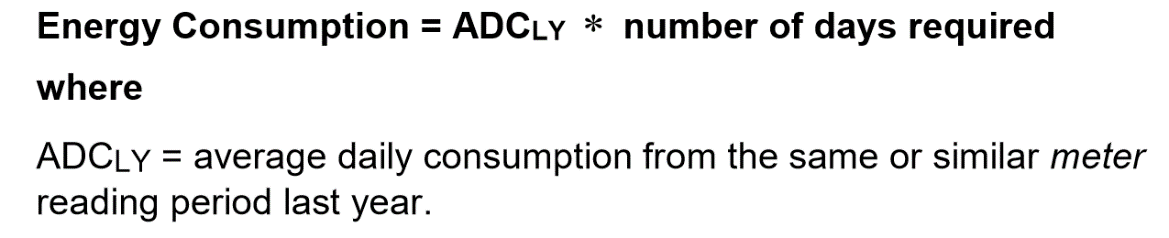 Energy Consumption = ADCLY * number of days required
where
ADCLY = average daily consumption from the same or similar meter
reading period last year.